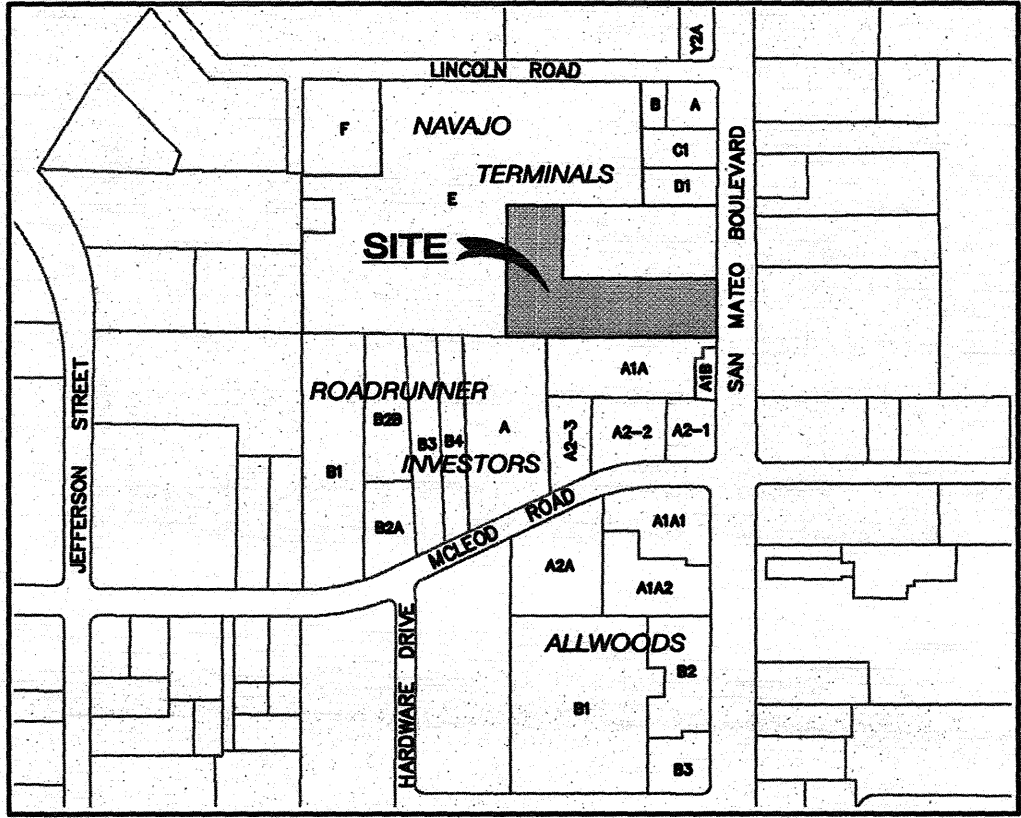 Y2A
LINCOLN ROAD
B
A
F
NAVAJO
C1
TERMINALS
D1
E
SITE
SAN MATEO BOULEVARD
A1A
A1B
ROADRUNNER
JEFFERSON STREET
B2B
B3
B4
A
A2-3
A2-2
A2-1
INVESTORS
B1
MCLEOD ROAD
B2A
A1A1
A2A
A1A2
HARDWARE DRIVE
ALLWOODS
B2
B1
B3